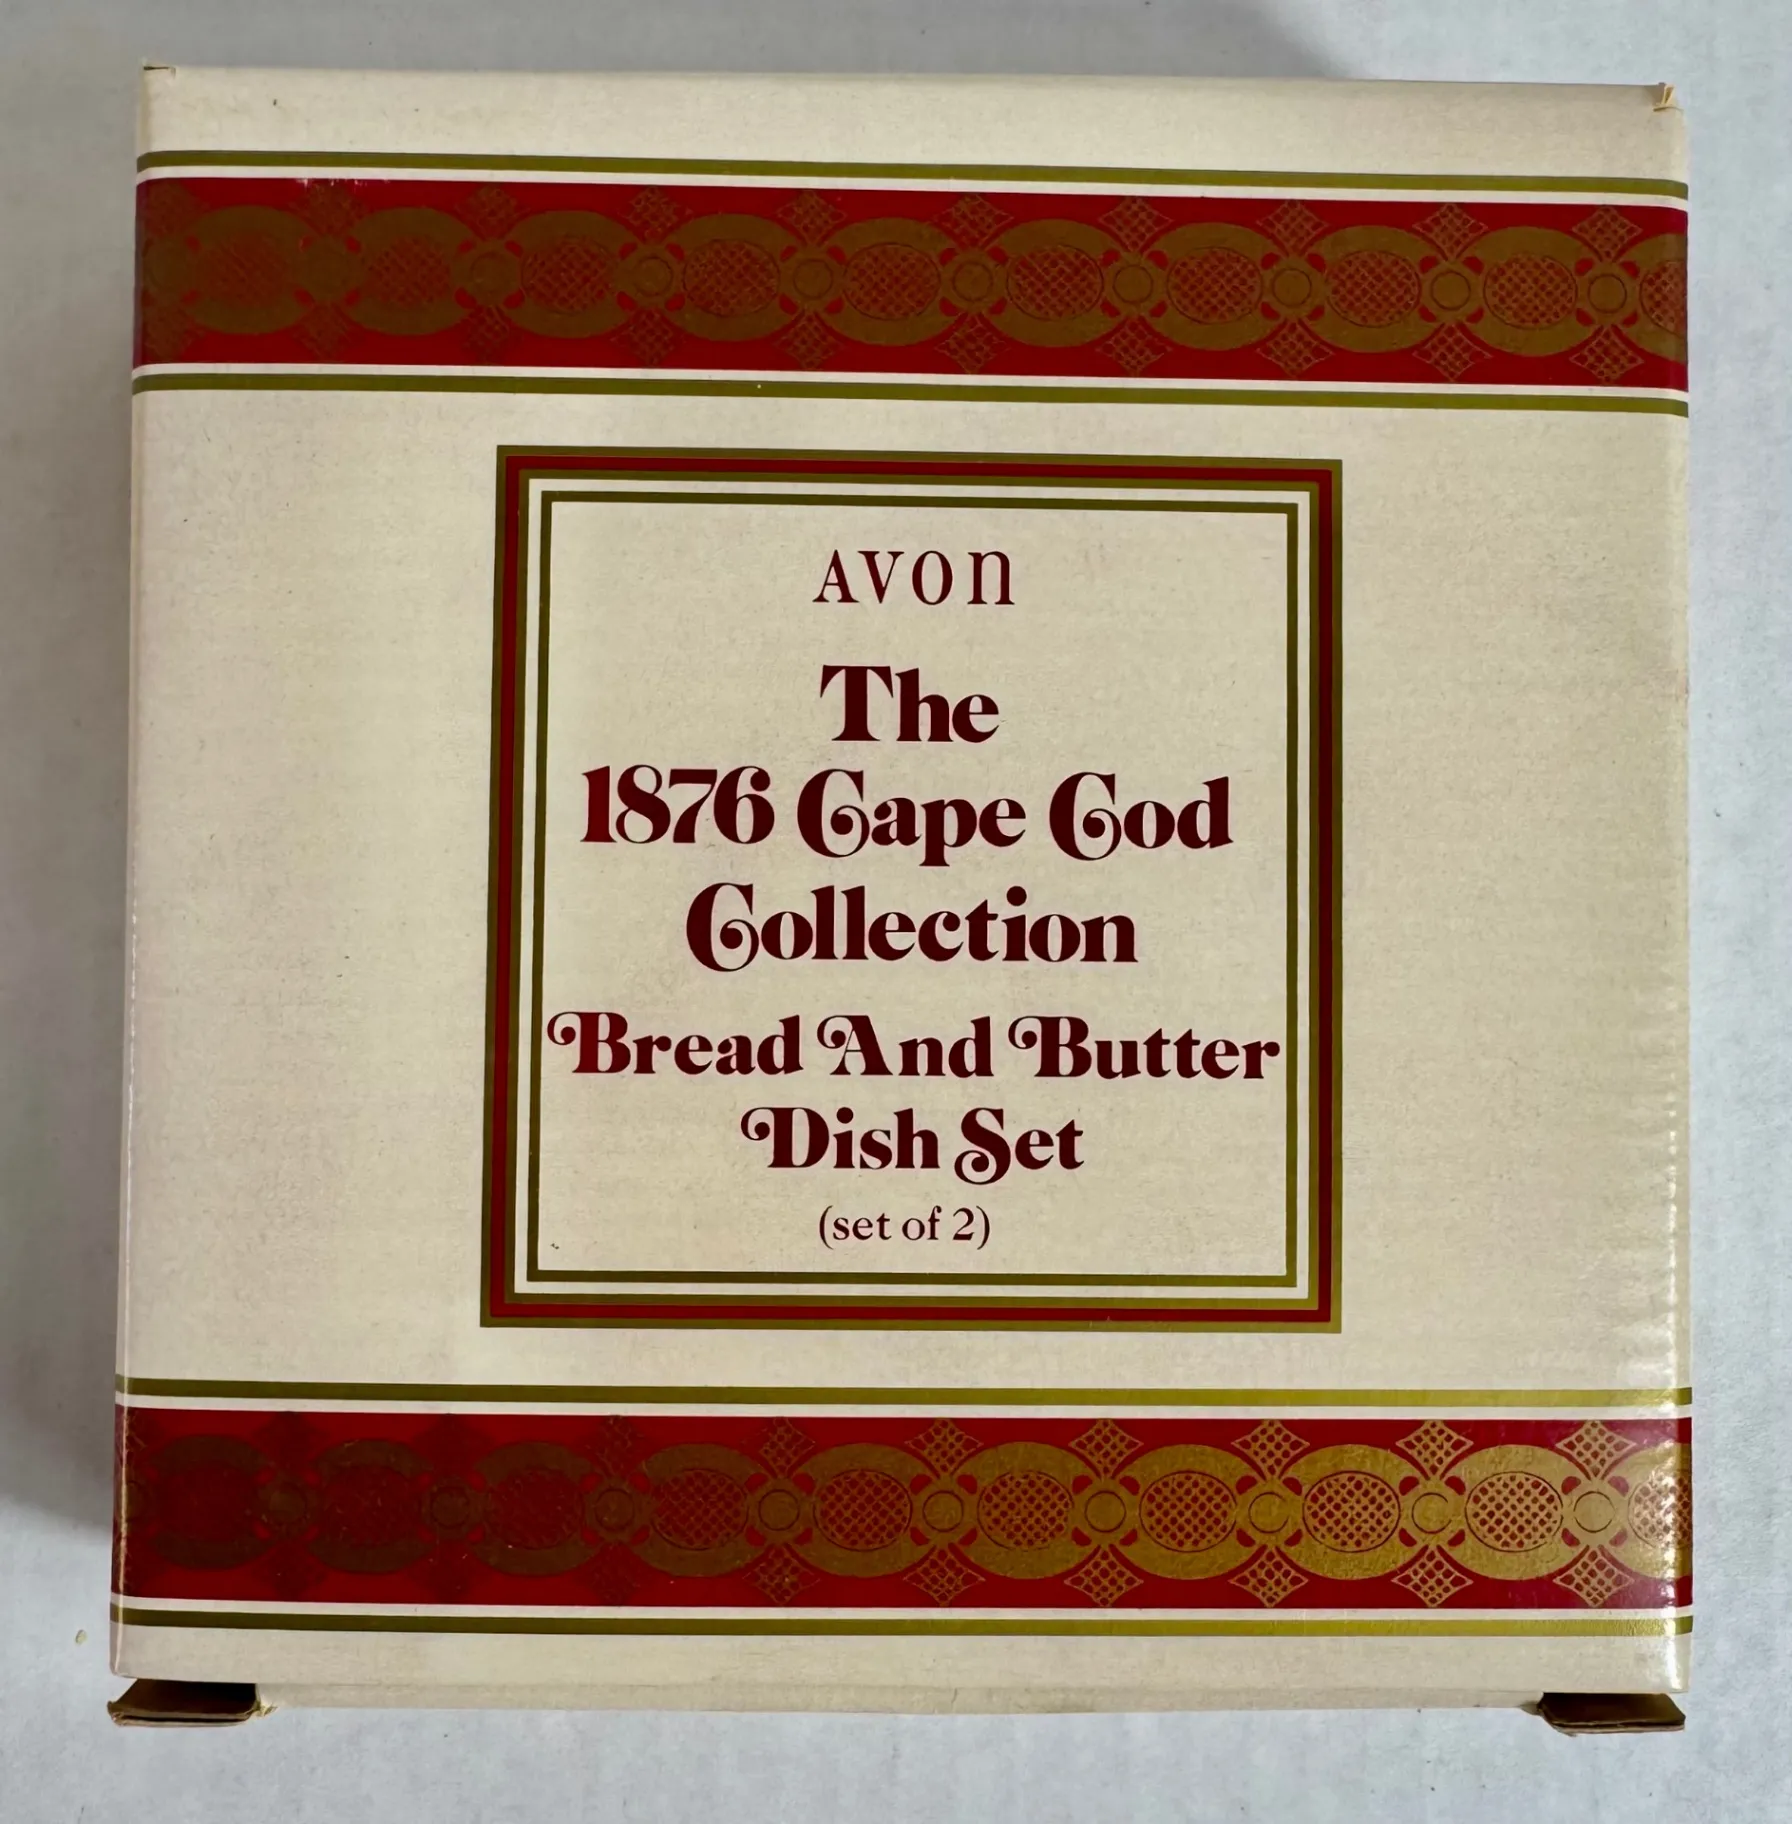 AVON
The
1876 Cape Cod
Collection
Bread And Butter
Dish Set
(set of 2)